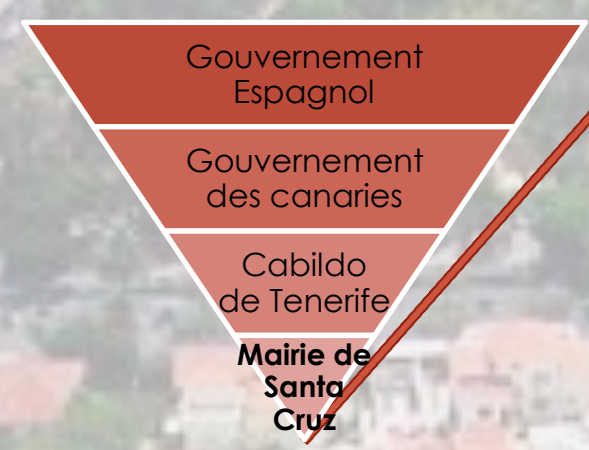 Gouvernement
Espagnol
Gouvernement
des canaries
Cabildo
de Tenerife
Mairie de
Santa
Cruz